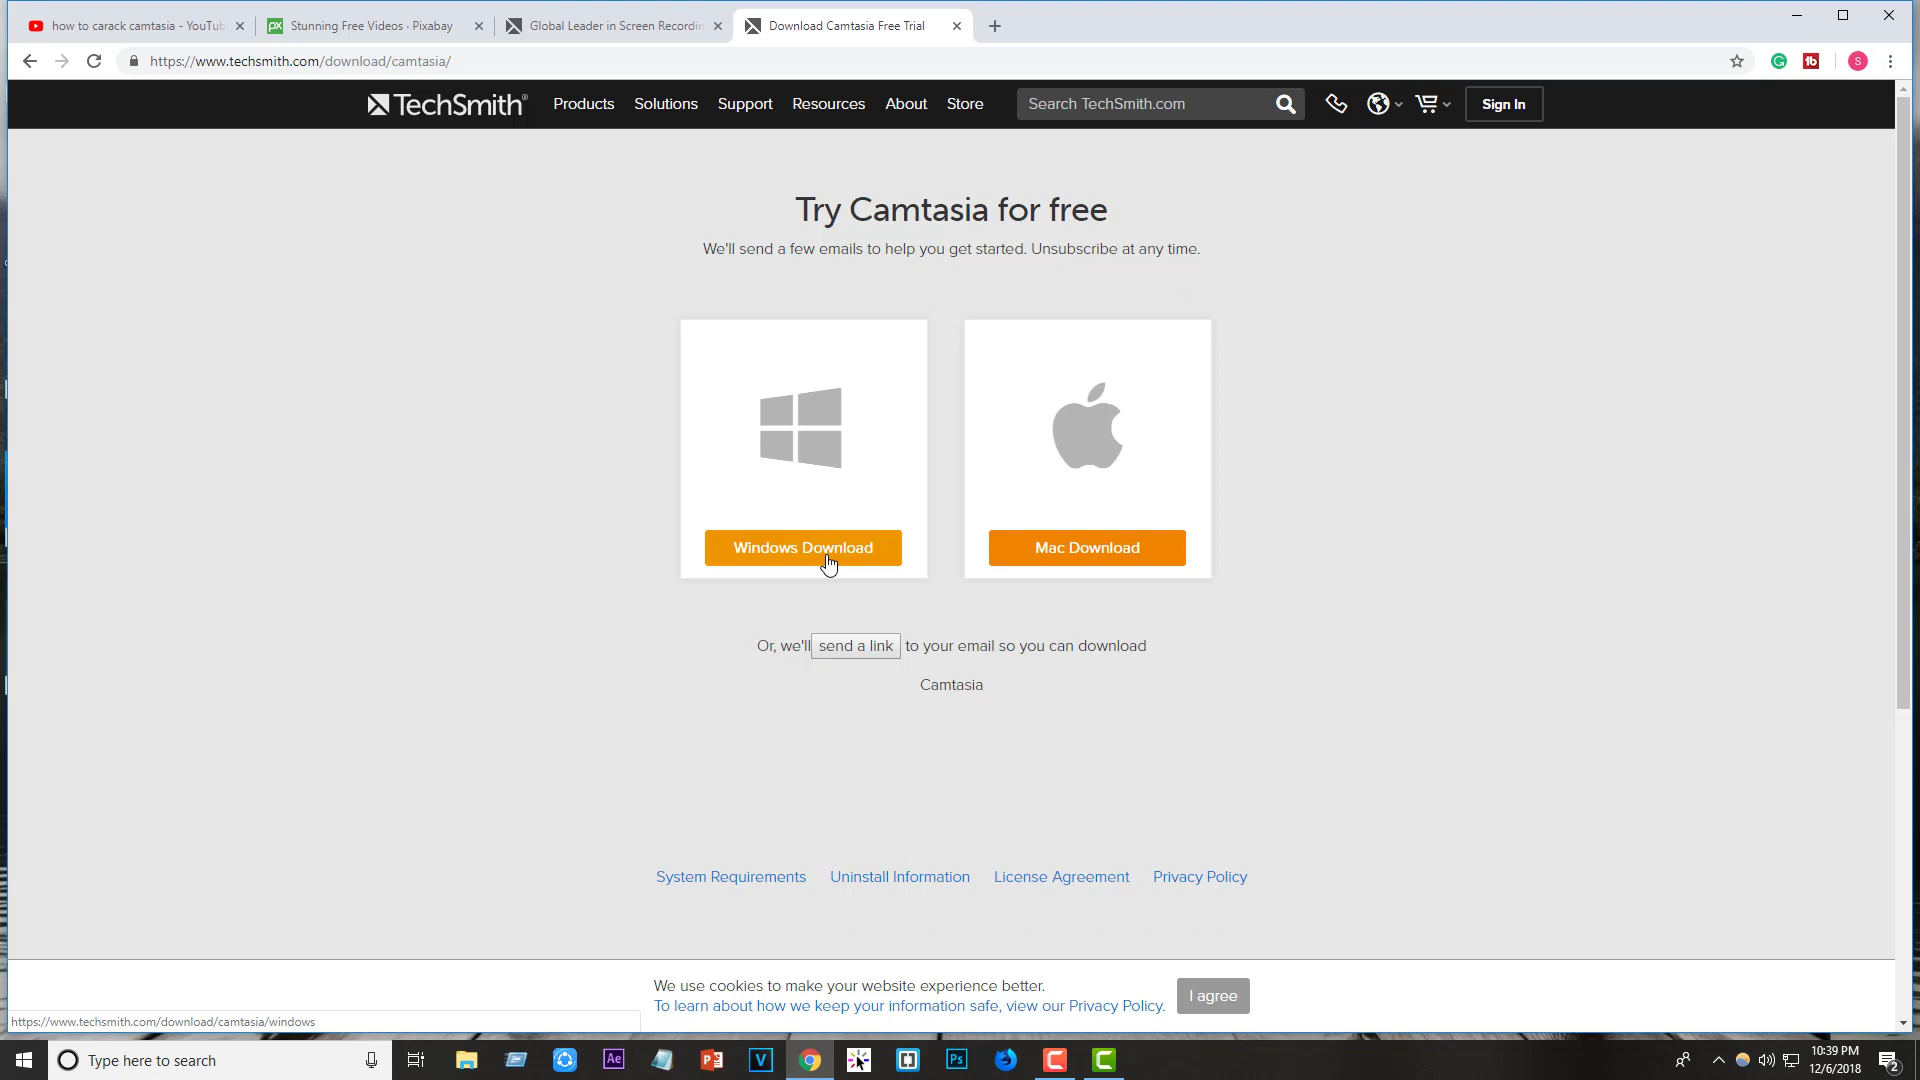 how to carack camtasia - YouTub
Stunning Free Videos · Pixabay
Global Leader in Screen Recordin
Download Camtasia Free Trial
https://www.techsmith.com/download/camtasia/
S
TechSmith®
Products
Solutions
Support
Resources
About
Store
Search TechSmith.com
Sign In
Try Camtasia for free
We'll send a few emails to help you get started. Unsubscribe at any time.
Windows Download
Mac Download
Or, we'll send a link to your email so you can download
Camtasia
System Requirements
Uninstall Information
License Agreement
Privacy Policy
We use cookies to make your website experience better.
To learn about how we keep your information safe, view our Privacy Policy.
I agree
https://www.techsmith.com/download/camtasia/windows
Type here to search
Ae
V
Ps
C
C
10:39 PM
12/6/2018
2